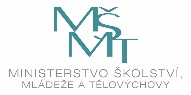 MŠ
MT
MINISTERSTVO ŠKOLSTVÍ,
MLÁDEŽE A TĚLOVÝCHOVY